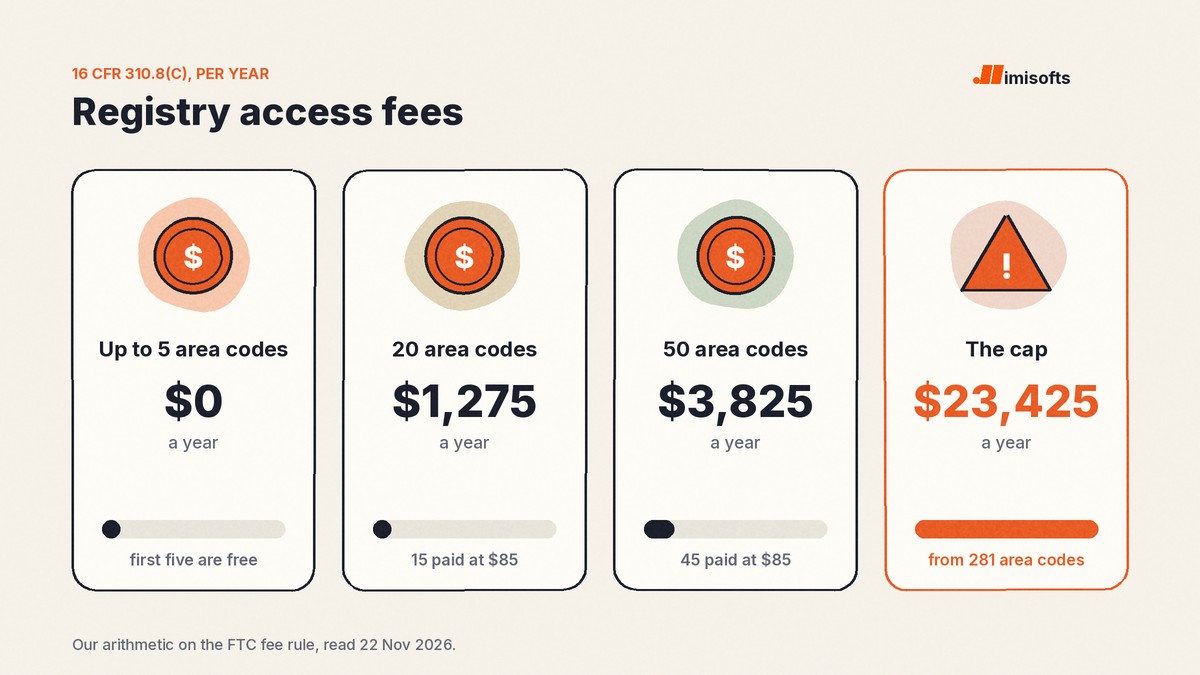 16 CFR 310.8(C), PER YEAR
Registry access fees
imisofts
$
Up to 5 area codes
$0
a year
first five are free
$
20 area codes
$1,275
a year
15 paid at $85
$
50 area codes
$3,825
a year
45 paid at $85
!
The cap
$23,425
a year
from 281 area codes
Our arithmetic on the FTC fee rule, read 22 Nov 2026.